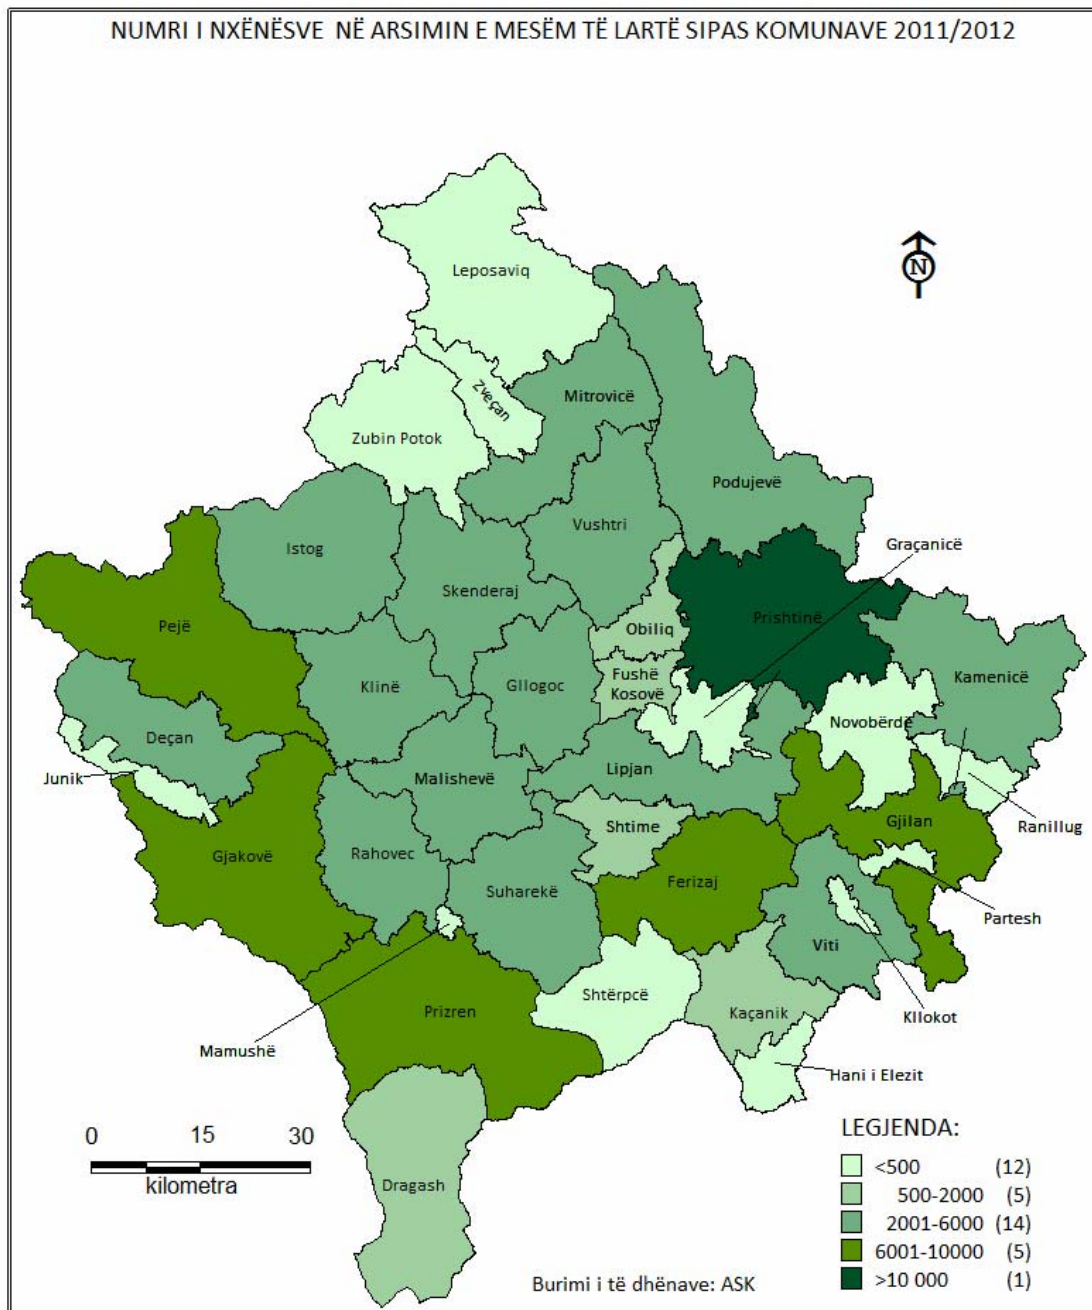 NUMRI I NXËNËSVE NË ARSIMIN E MESËM TË LARTË SIPAS KOMUNAVE 2011/2012
N
Leposaviq
Zveçan
Mitrovicë
Zubin Potok
Podujevë
Vushtri
Graçanicë
Istog
Skenderaj
Prishtinë
Pejë
Obiliq
Fushë
Kosovë
Kamenicë
Klinë
Gllogoc
Novobërdë
Deçan
Junik
Malishevë
Lipjan
Ranillug
Shtime
Gjilan
Gjakovë
Rahovec
Suharekë
Ferizaj
Partesh
Viti
Shtërpcë
Kaçanik
Prizren
Kllokot
Mamushë
Hani i Elezit
Dragash
0 15 30
kilometra
LEGJENDA:
<500 (12)
500-2000 (5)
2001-6000 (14)
6001-10000 (5)
>10 000 (1)
Burimi i të dhënave: ASK